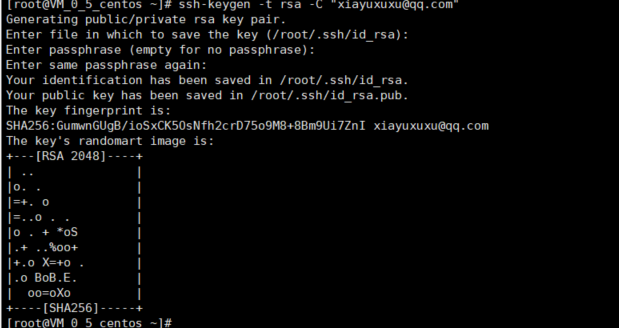 [root@VM_0_5_centos ~]# ssh-keygen -t rsa -C "xiayuxuxu@qq.com"
Generating public/private rsa key pair.
Enter file in which to save the key (/root/.ssh/id_rsa):
Enter passphrase (empty for no passphrase):
Enter same passphrase again:
Your identification has been saved in /root/.ssh/id_rsa.
Your public key has been saved in /root/.ssh/id_rsa.pub.
The key fingerprint is:
SHA256:GumwnGUgB/ioSxCK5OsNfh2crD75o9M8+8Bm9Ui7ZnI xiayuxuxu@qq.com
The key's randomart image is:
+---[RSA 2048]----+
| ..              |
|o. .             |
|=+. o            |
|=..o . .         |
|o . + *oS        |
|.+ ..%oo+        |
|+.o X=+o .       |
|.o BoB.E.        |
|  oo=oXo         |
+----[SHA256]-----+
[root@VM_0_5_centos ~]#